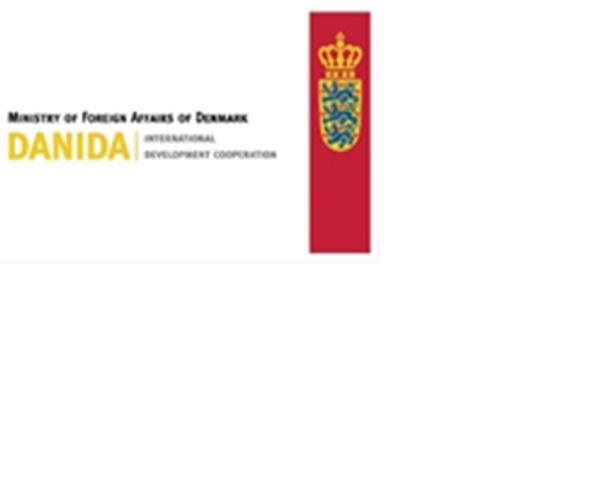 Ministry of Foreign Affairs of Denmark
DANIDA
INTERNATIONAL
DEVELOPMENT COOPERATION